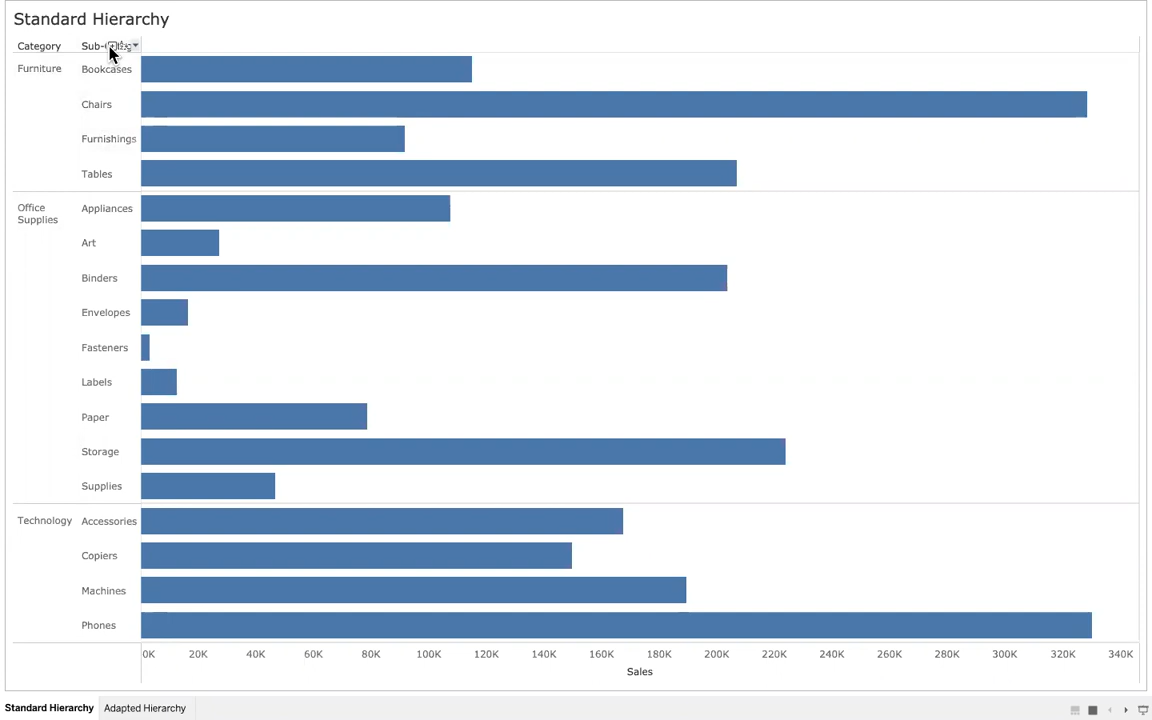 Standard Hierarchy
Category Sub-
Furniture Bookcases
Chairs
Furnishings
Tables
Office Supplies Appliances
Art
Binders
Envelopes
Fasteners
Labels
Paper
Storage
Supplies
Technology Accessories
Copiers
Machines
Phones
0K 20K 40K 60K 80K 100K 120K 140K 160K 180K 200K 220K 240K 260K 280K 300K 320K 340K
Sales
Standard Hierarchy Adapted Hierarchy